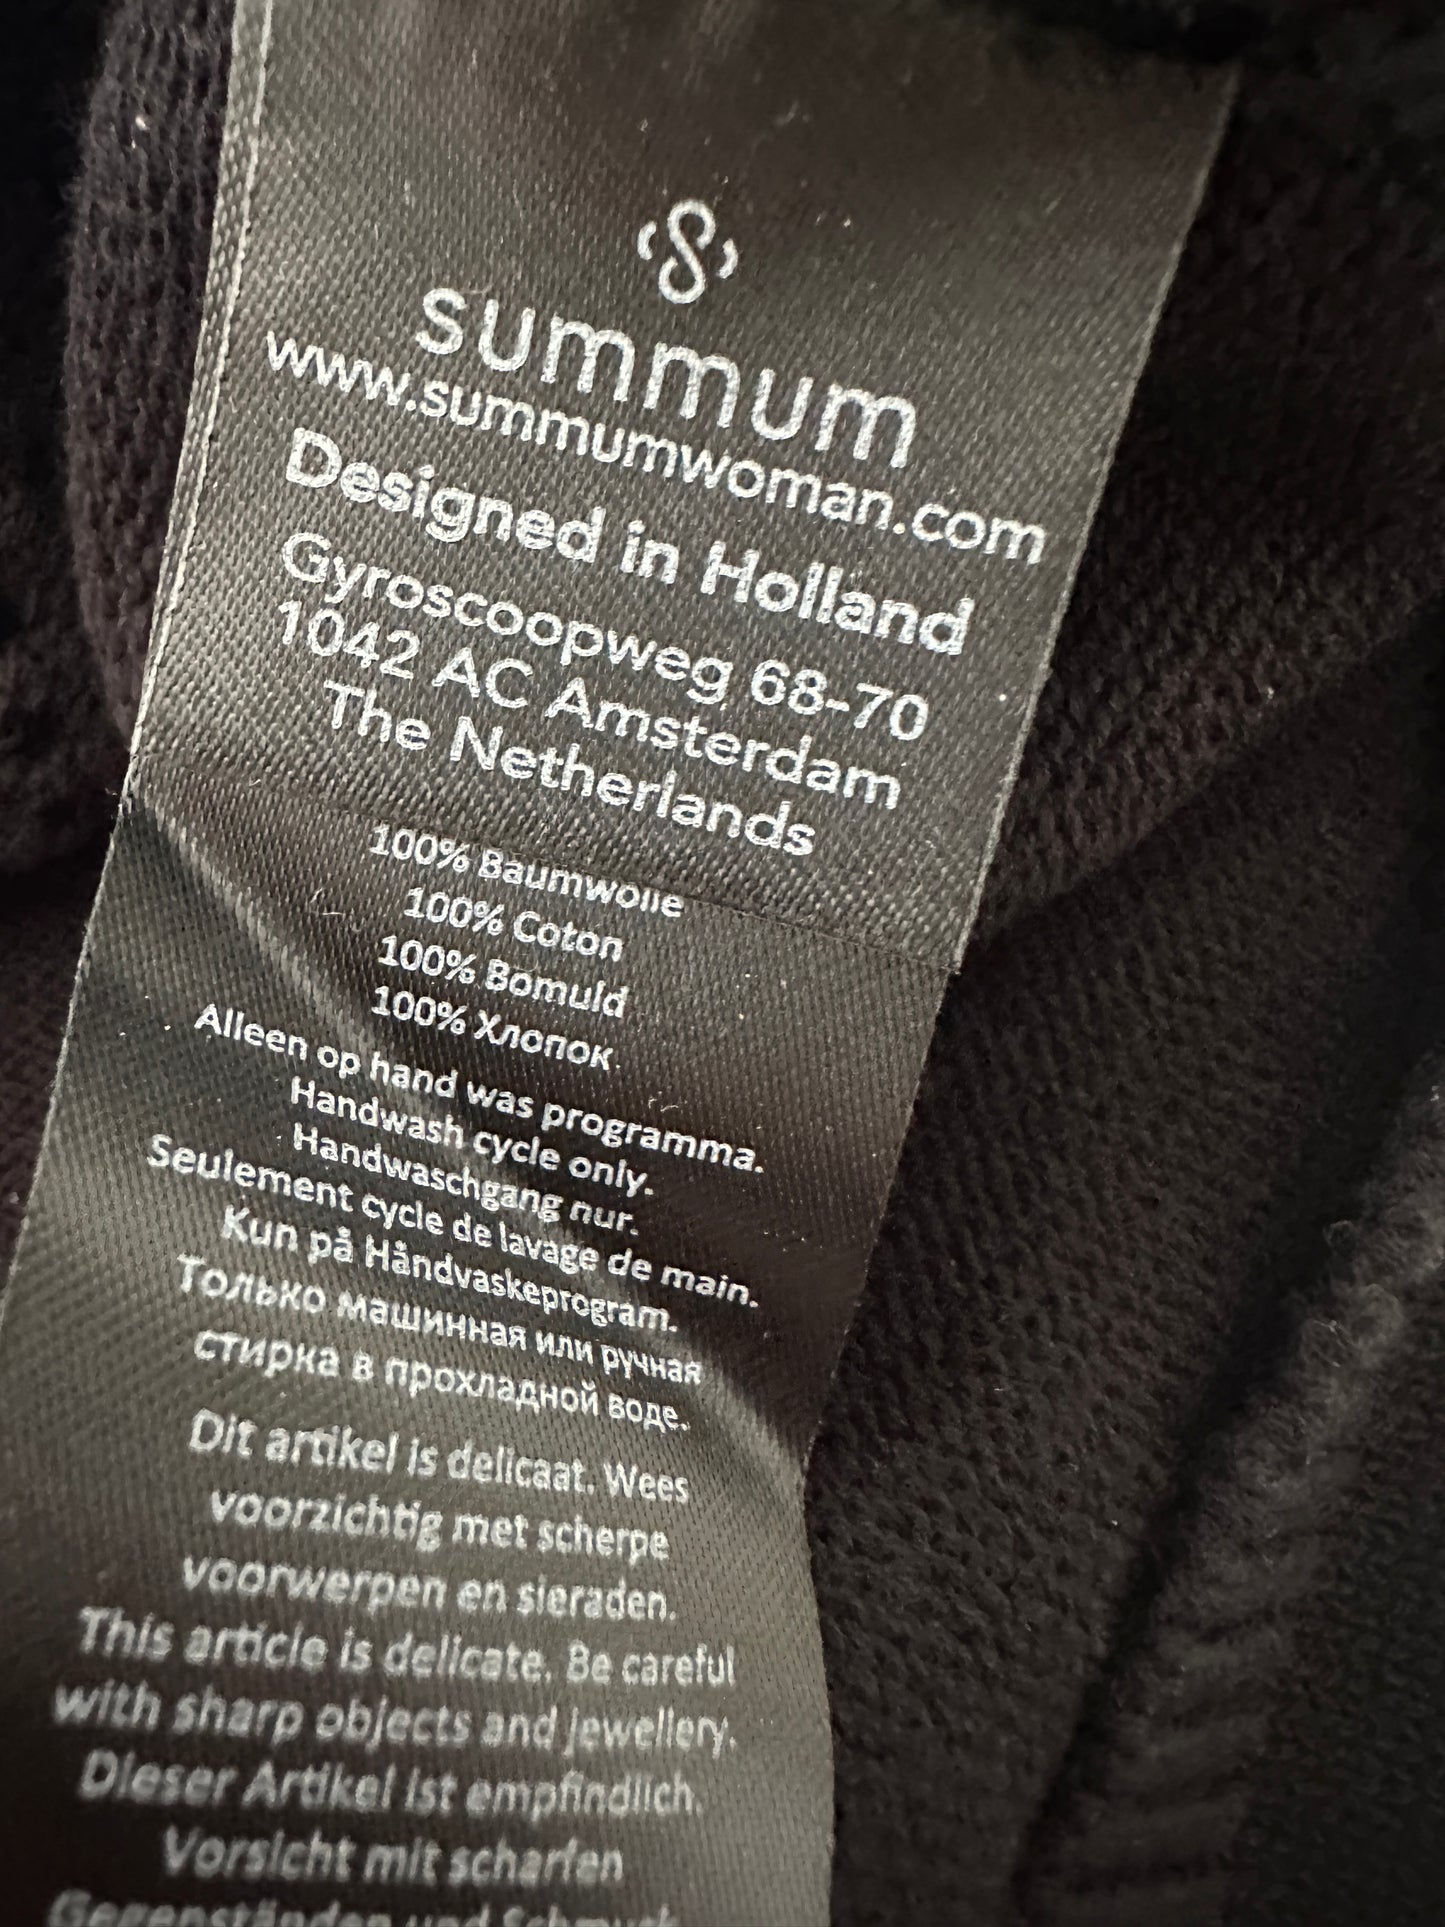 summum
www.summumwoman.com
Designed in Holland
Gyroscoopweg 68-70
1042 AC Amsterdam
The Netherlands
100% Baumwolle
100% Coton
100% Bomuld
100% Хлопок
Alleen op hand was programma.
Handwash cycle only.
Handwaschgang nur.
Seulement cycle de lavage de main.
Kun på Håndvaskeprogram.
Только машинная или ручная
стирка в прохладной воде.
Dit artikel is delicaat. Wees
voorzichtig met scherpe
voorwerpen en sieraden.
This article is delicate. Be careful
with sharp objects and jewellery.
Dieser Artikel ist empfindlich.
Vorsicht mit scharfen
Gegenständen und Schmuck